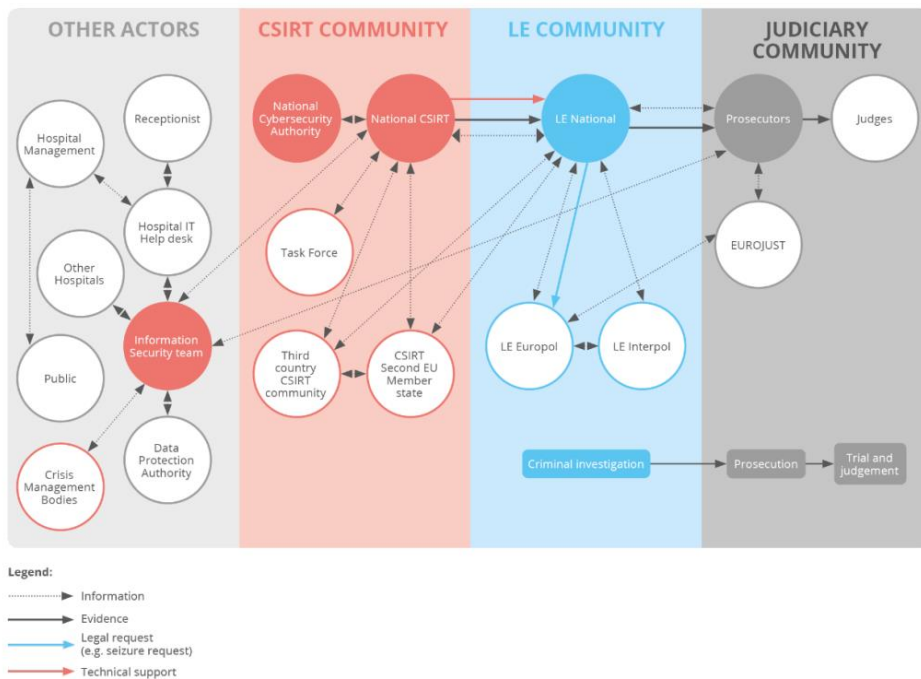 OTHER ACTORS
CSIRT COMMUNITY
LE COMMUNITY
JUDICIARY
COMMUNITY
Hospital
Management
Receptionist
Hospital IT
Help desk
Other
Hospitals
Information
Security team
Public
Crisis
Management
Bodies
Data
Protection
Authority
National
Cybersecurity
Authority
National CSIRT
Task Force
Third
country
CSIRT
community
CSIRT
Second EU
Member
state
LE National
LE Europol
LE Interpol
Prosecutors
Judges
EUROJUST
Criminal investigation
Prosecution
Trial and
judgement
Legend:
Information
Evidence
Legal request
(e.g. seizure request)
Technical support